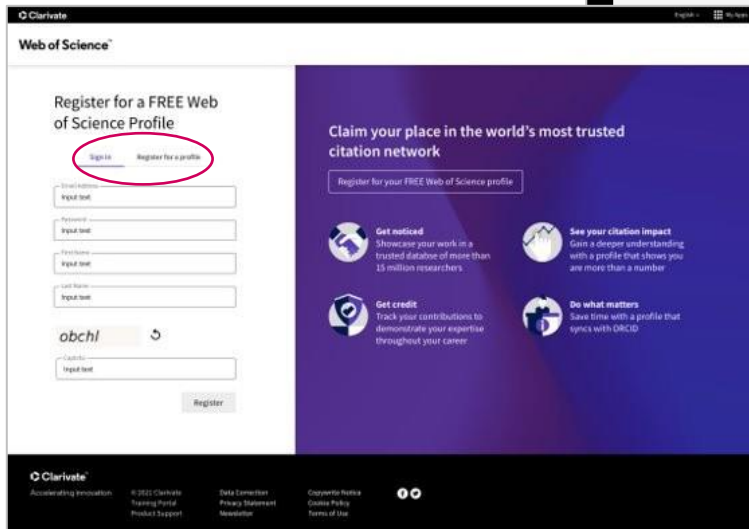 Clarivate
English
My Apps
Web of Science™
Register for a FREE Web
of Science Profile
Sign in
Register for a profile
Email Address
Input text
Password
Input text
First Name
Input text
Last Name
Input text
obchl
Captcha
Input text
Register
Claim your place in the world's most trusted
citation network
Register for your FREE Web of Science profile
Get noticed
Showcase your work in a
trusted databse of more than
15 million researchers
See your citation impact
Gain a deeper understanding
with a profile that shows you
are more than a number
Get credit
Track your contributions to
demonstrate your expertise
throughout your career
Do what matters
Save time with a profile that
syncs with ORCID
Clarivate™
Accelerating innovation
© 2021 Clarivate
Training Portal
Product Support
Data Correction
Privacy Statement
Newsletter
Copywrite Notice
Cookie Policy
Terms of Use